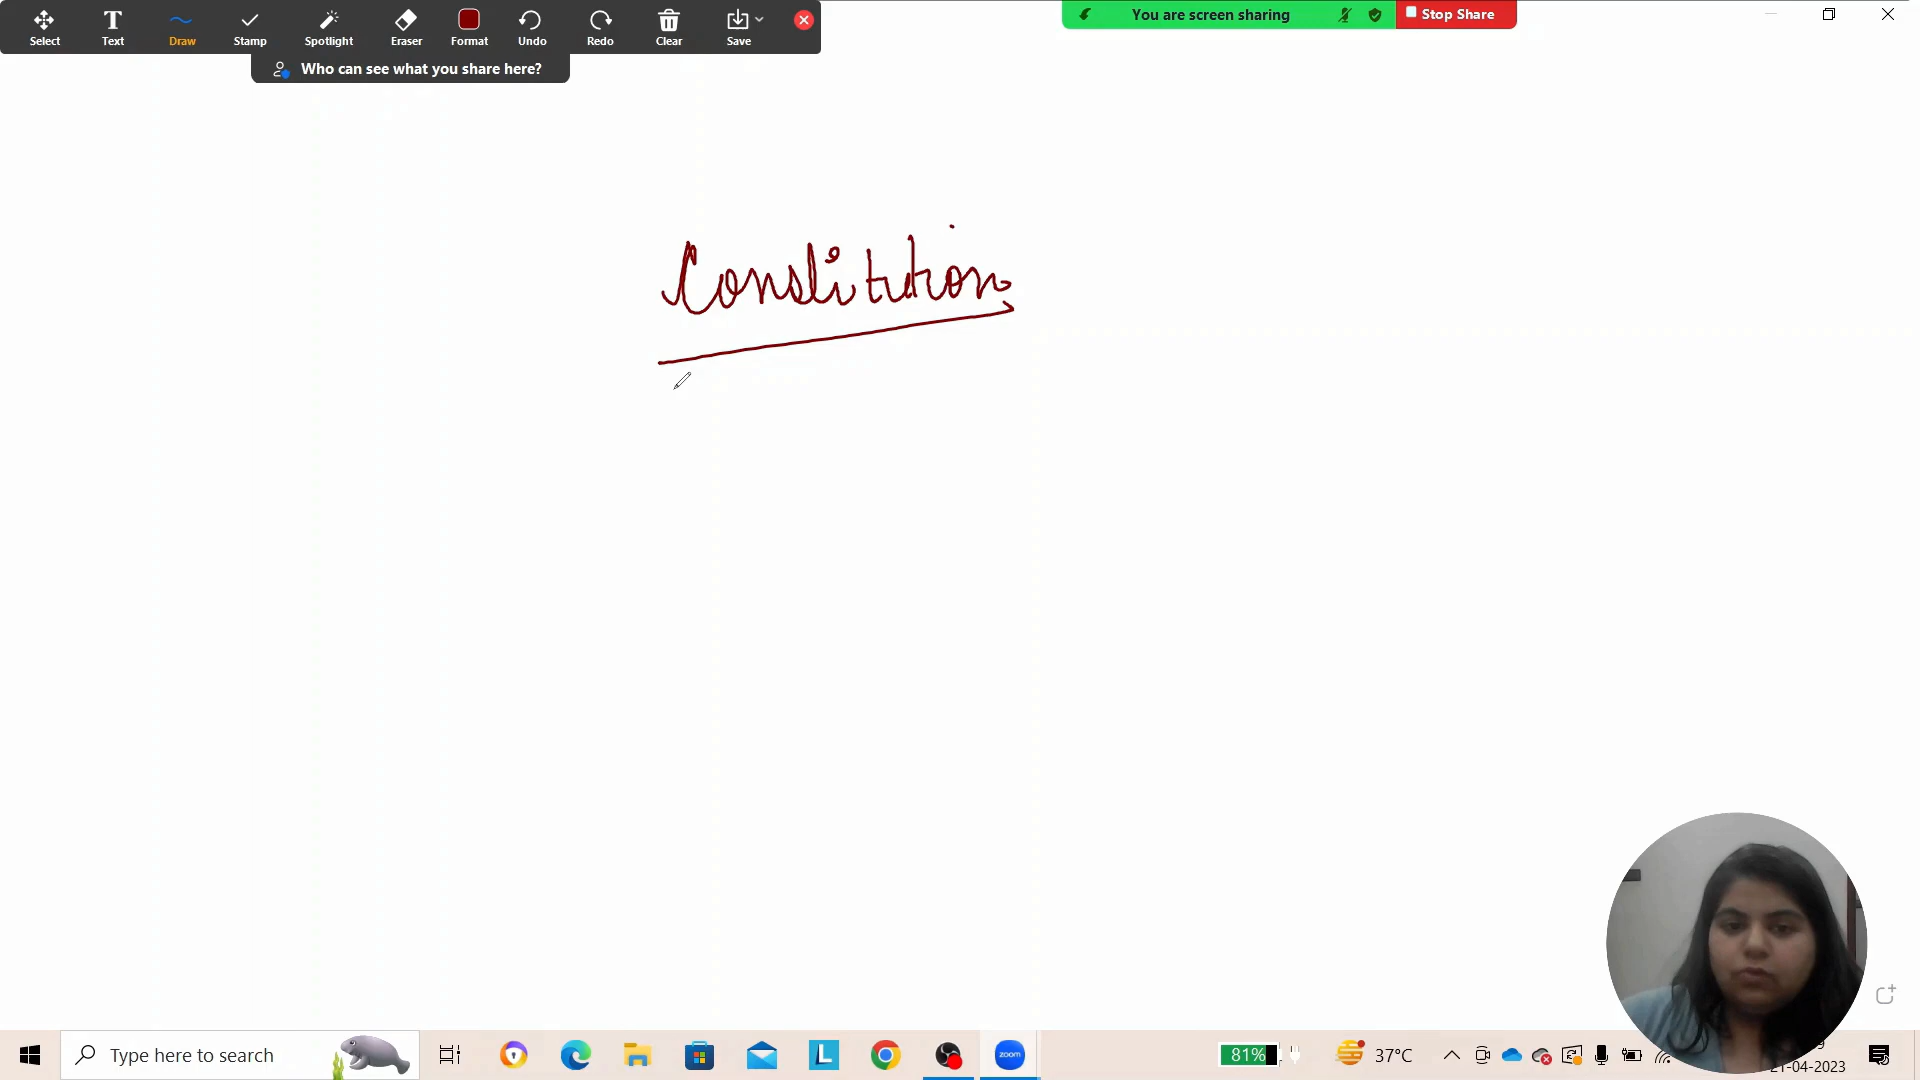 Select Text Draw Stamp Spotlight Eraser Format Undo Redo Clear Save
You are screen sharing Stop Share
Who can see what you share here?
Constitution
Type here to search
L
zoom
81%
37°C
21-04-2023